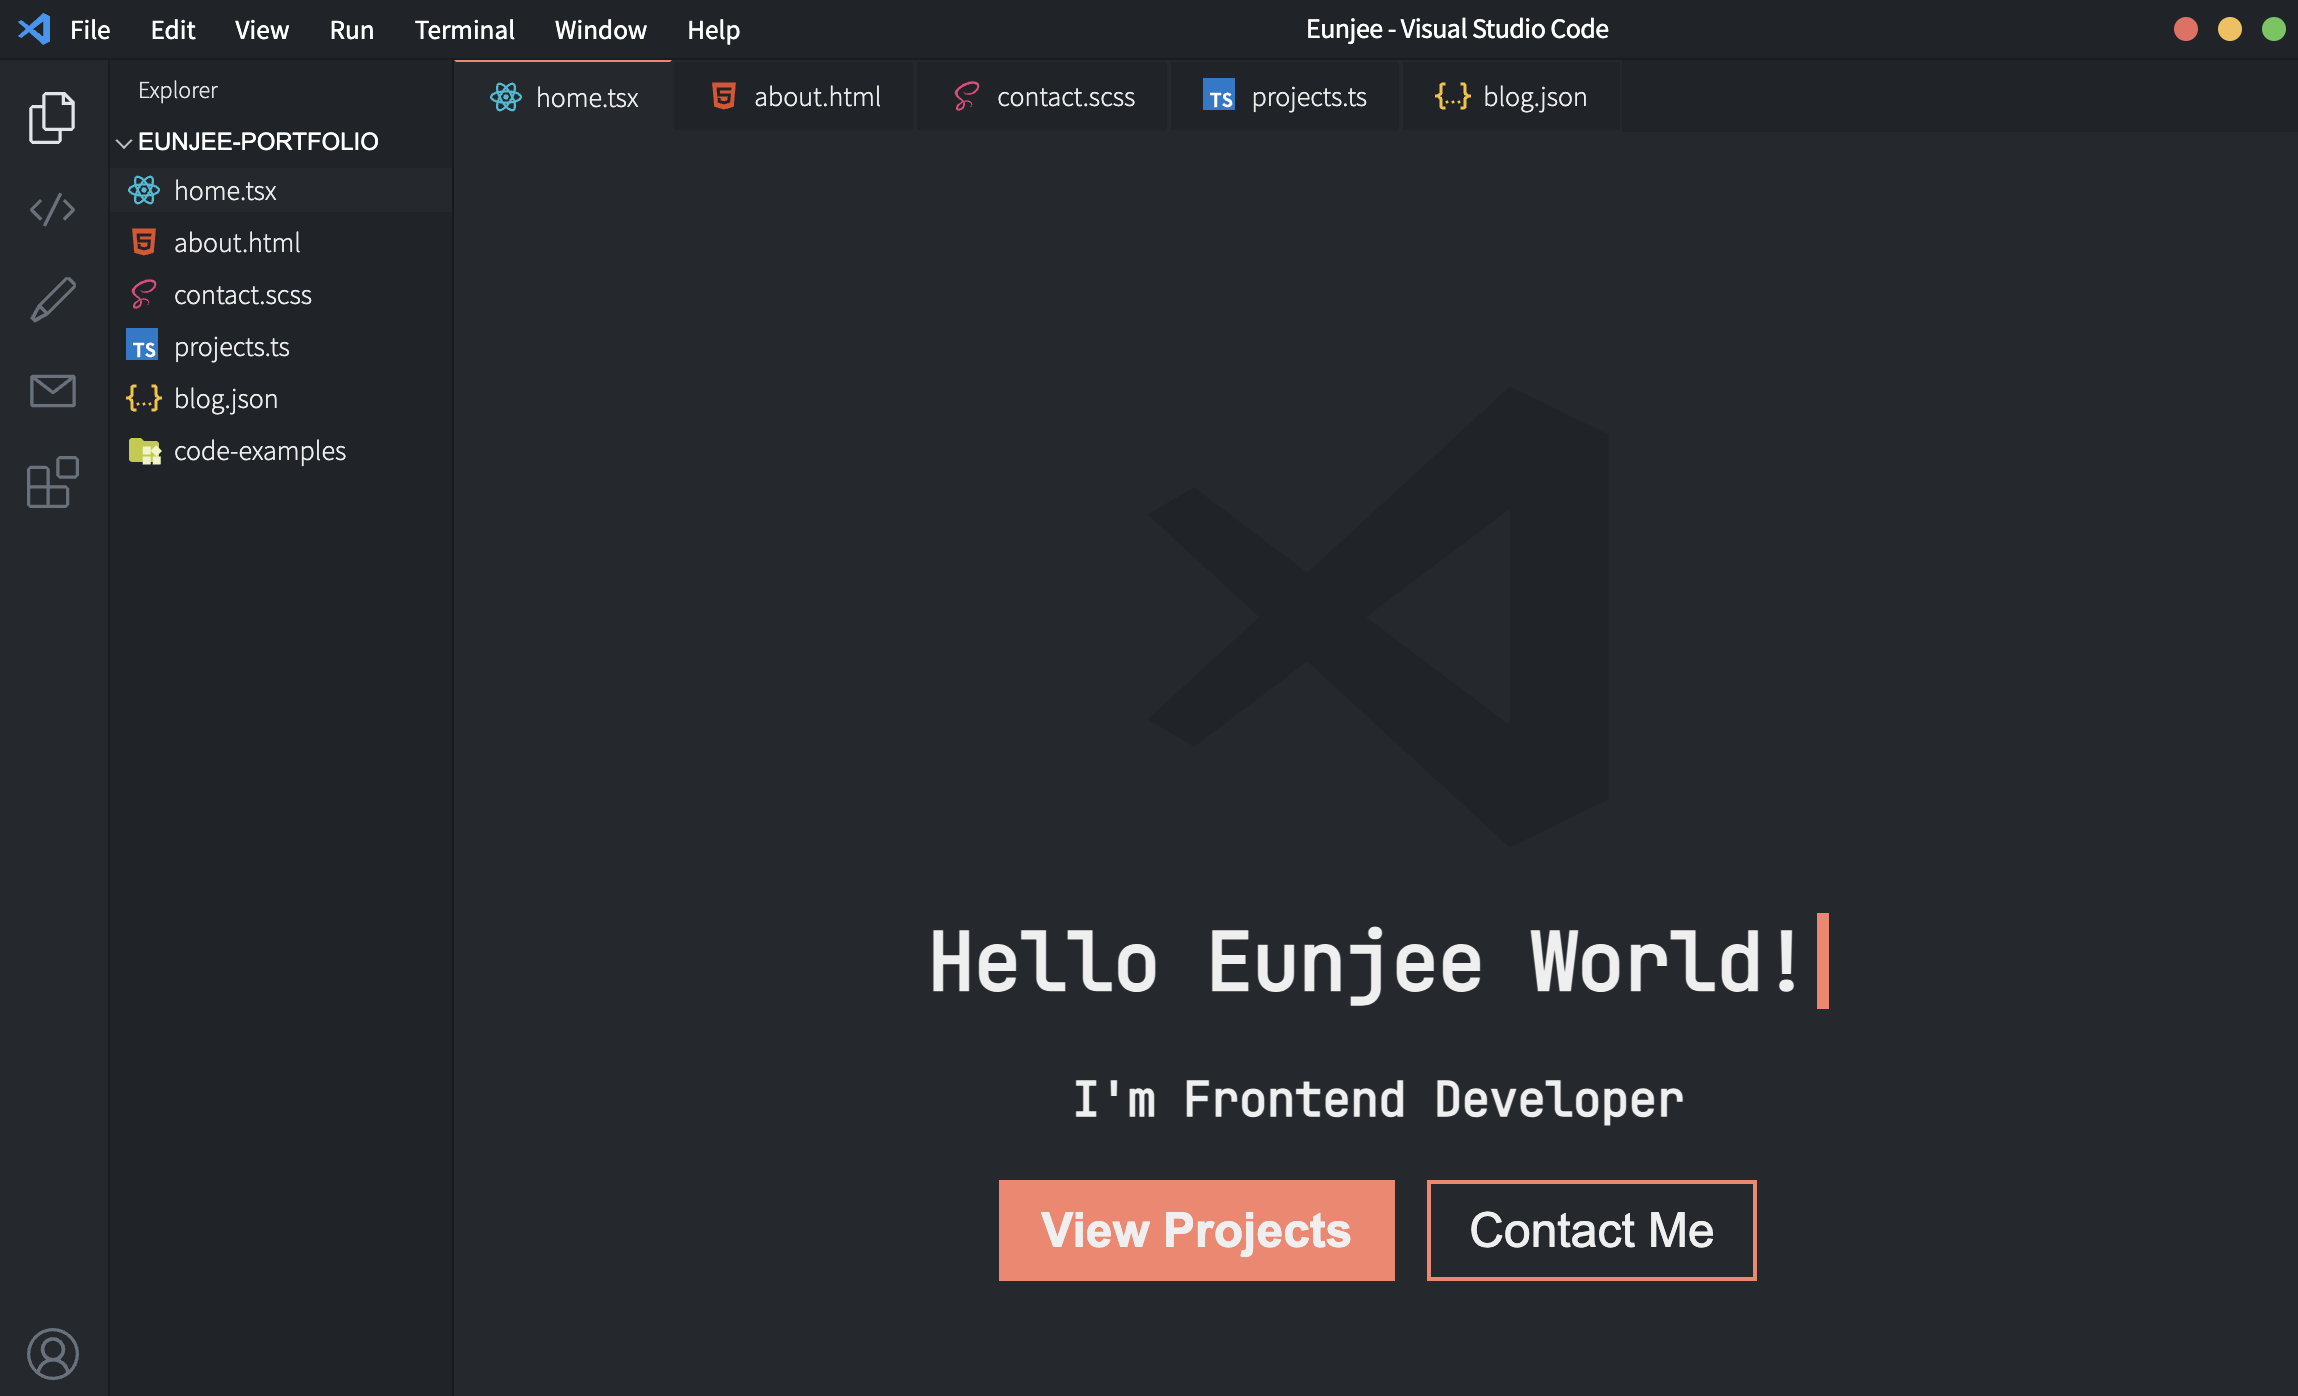 File Edit View Run Terminal Window Help
Eunjee - Visual Studio Code
Explorer
EUNJEE-PORTFOLIO
home.tsx
about.html
contact.scss
TS projects.ts
{...} blog.json
code-examples
home.tsx
about.html
contact.scss
TS projects.ts
{...} blog.json
Hello Eunjee World!
I'm Frontend Developer
View Projects
Contact Me